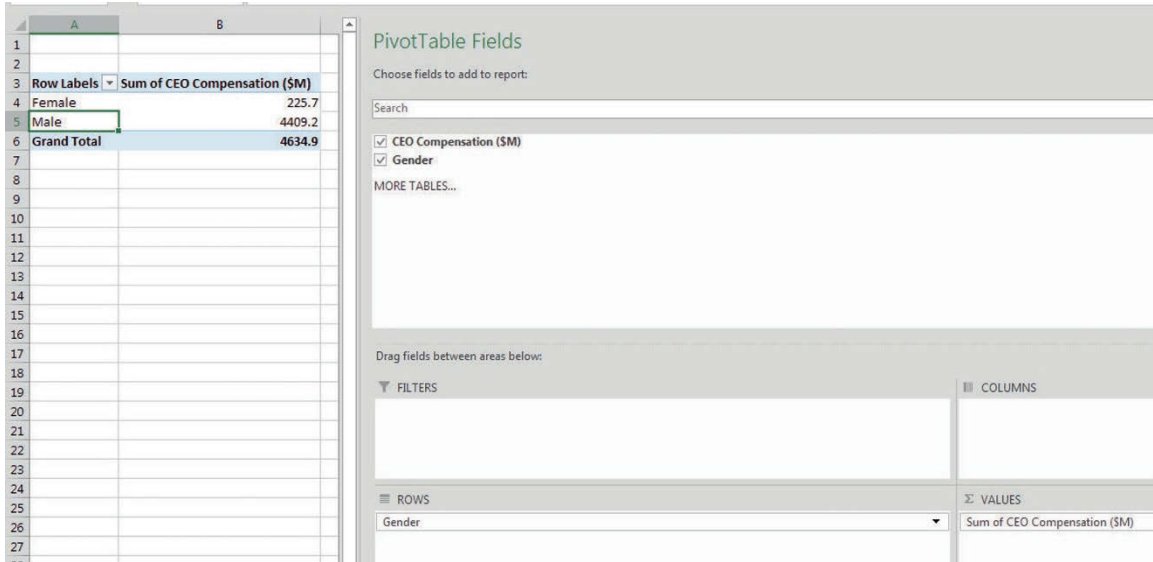 A B
1
2
3 Row Labels Sum of CEO Compensation ($M)
4 Female 225.7
5 Male 4409.2
6 Grand Total 4634.9
7
8
9
10
11
12
13
14
15
16
17
18
19
20
21
22
23
24
25
26
27
PivotTable Fields
Choose fields to add to report:
Search
CEO Compensation ($M)
Gender
MORE TABLES...
Drag fields between areas below:
FILTERS
COLUMNS
ROWS
Gender
Σ VALUES
Sum of CEO Compensation ($M)